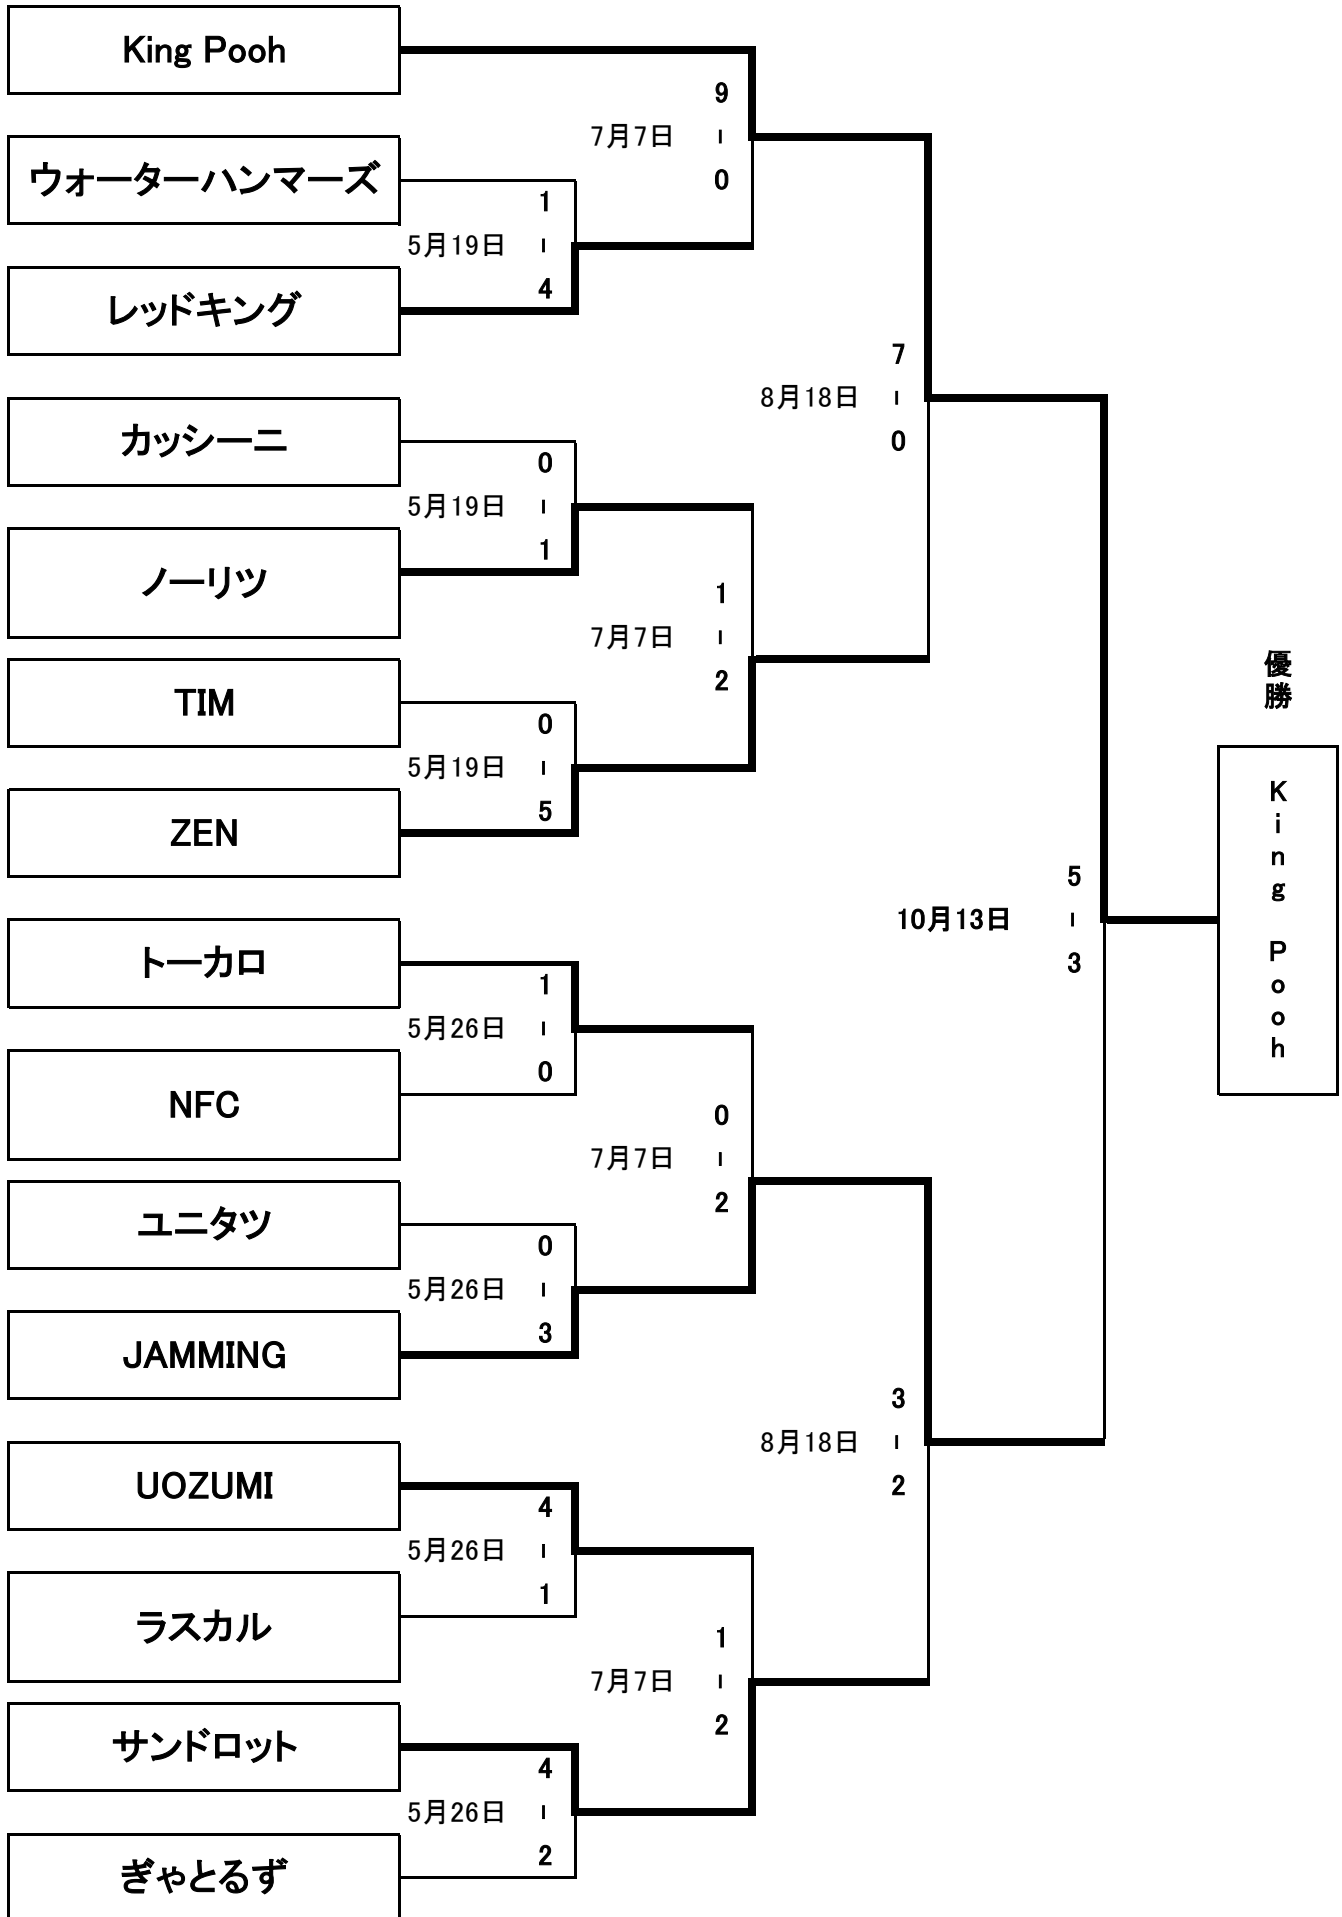 King Pooh
9
7月7日 -
0
ウォーターハンマーズ
1
5月19日 -
4
レッドキング
7
8月18日 -
0
カッシーニ
0
5月19日 -
1
ノーリツ
1
7月7日 -
2
TIM
0
5月19日 -
5
ZEN
優勝
King Pooh
5
10月13日 -
3
トーカロ
1
5月26日 -
0
NFC
0
7月7日 -
2
ユニタツ
0
5月26日 -
3
JAMMING
3
8月18日 -
2
UOZUMI
4
5月26日 -
1
ラスカル
1
7月7日 -
2
サンドロット
4
5月26日 -
2
ぎゃとるず